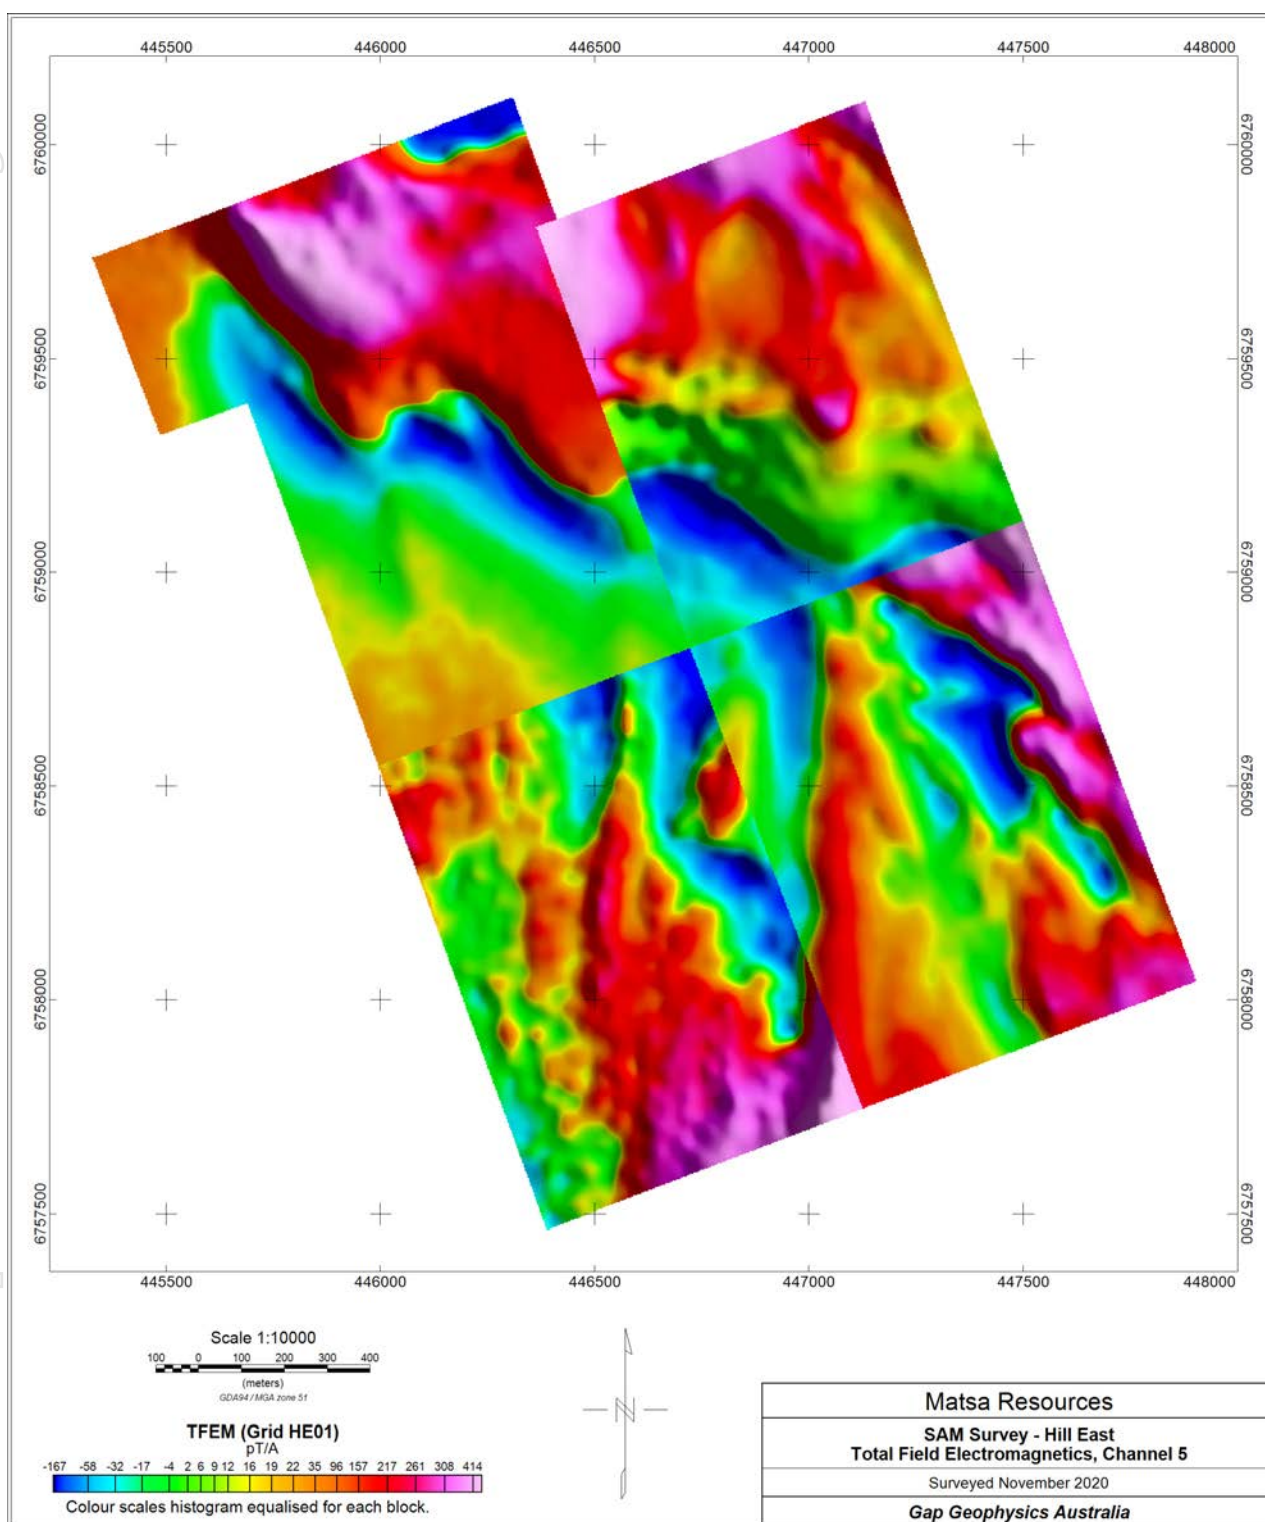 445500 446000 446500 447000 447500 448000
6760000 6760000
6759500 6759500
6759000 6759000
6758500 6758500
6758000 6758000
6757500 6757500
445500 446000 446500 447000 447500 448000
Scale 1:10000
100 0 100 200 300 400
(meters)
GDA94 / MGA zone 51
N
TFEM (Grid HE01)
pT/A
-167 -58 -32 -17 -4 2 6 9 12 16 19 22 35 96 157 217 261 308 414
Colour scales histogram equalised for each block.
Matsa Resources
SAM Survey - Hill East
Total Field Electromagnetics, Channel 5
Surveyed November 2020
Gap Geophysics Australia